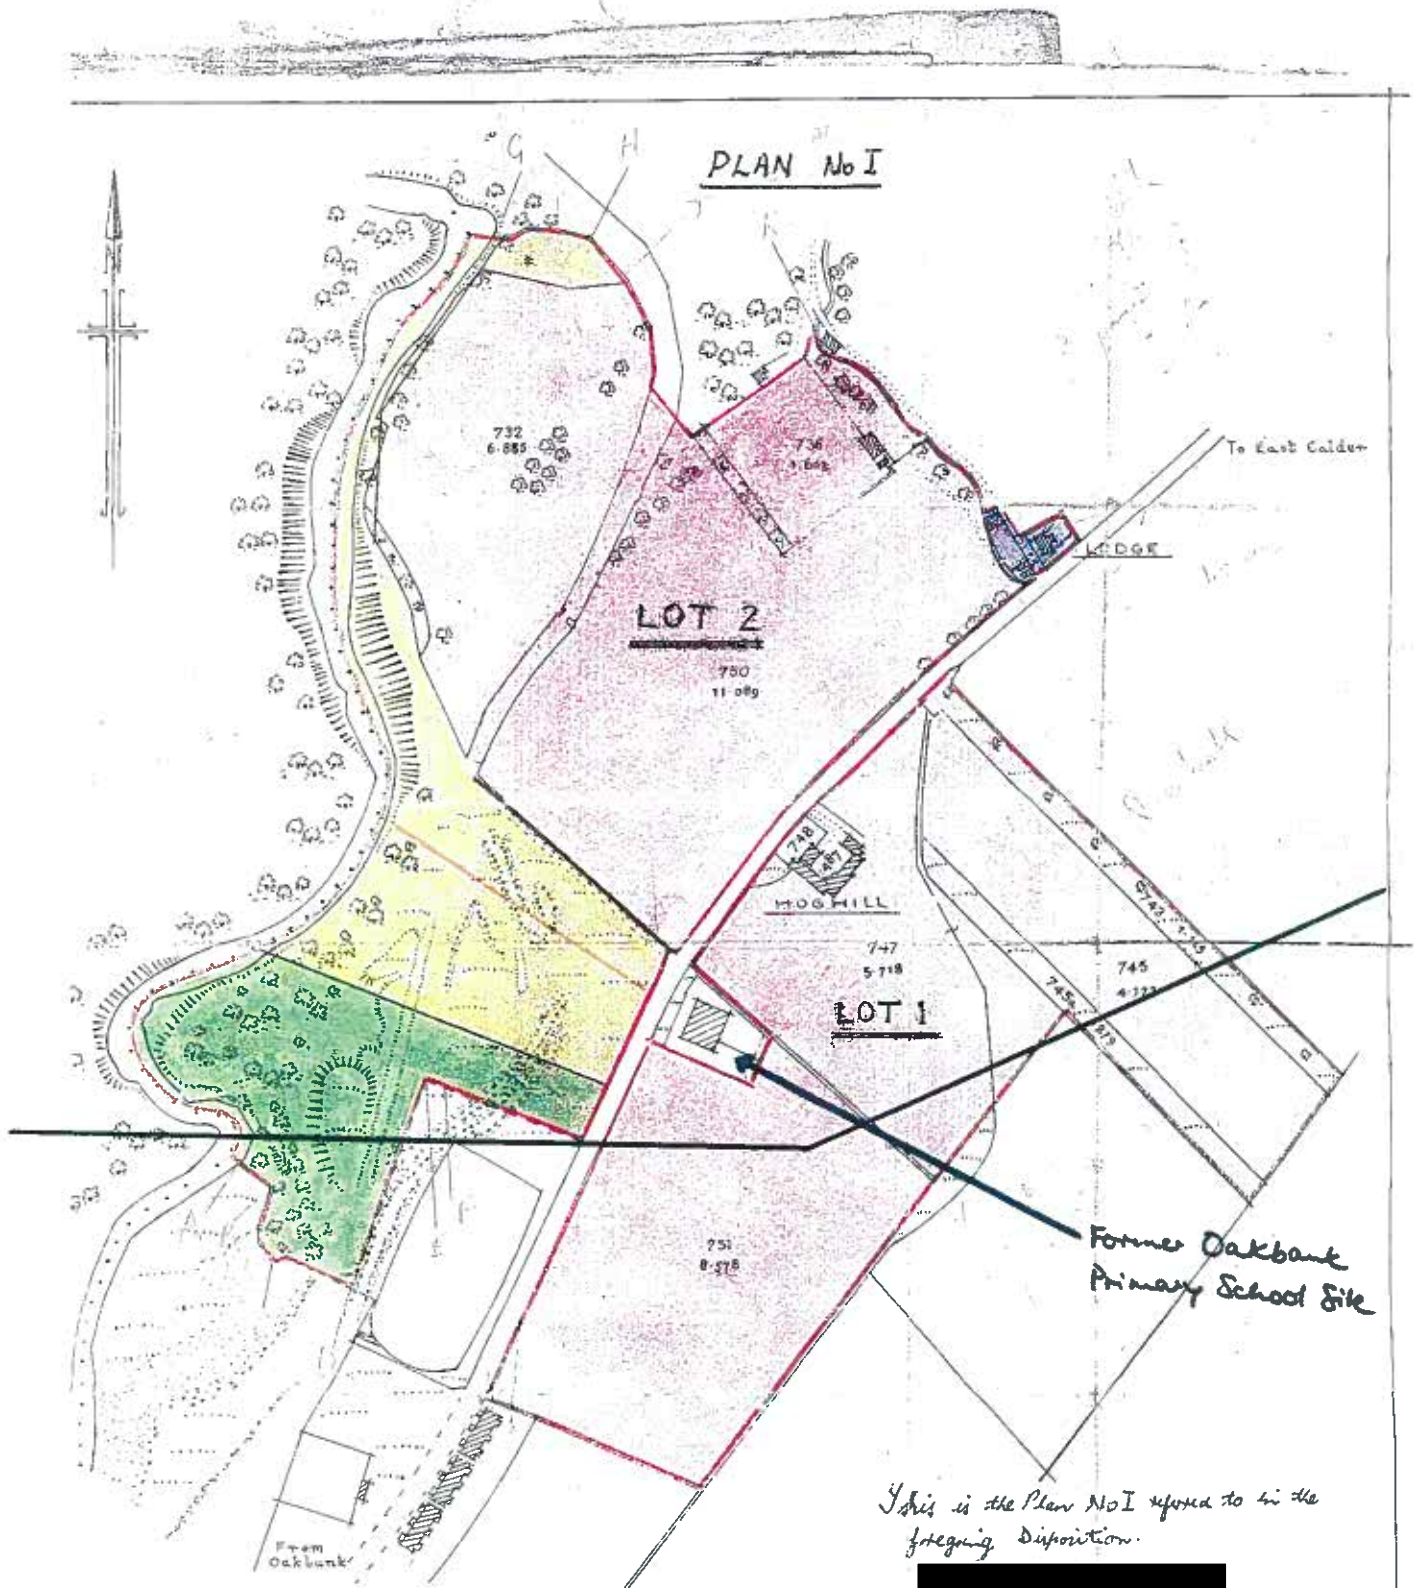 G
H
PLAN No I
To East Calder
732
6·885
736
LODGE
LOT 2
750
11·089
748
HOGHILL
747
5·718
745
LOT 1
Former Oakbank
Primary School Site
751
8·578
From
Oakbank
This is the Plan No I referred to in the
foregoing Disposition.